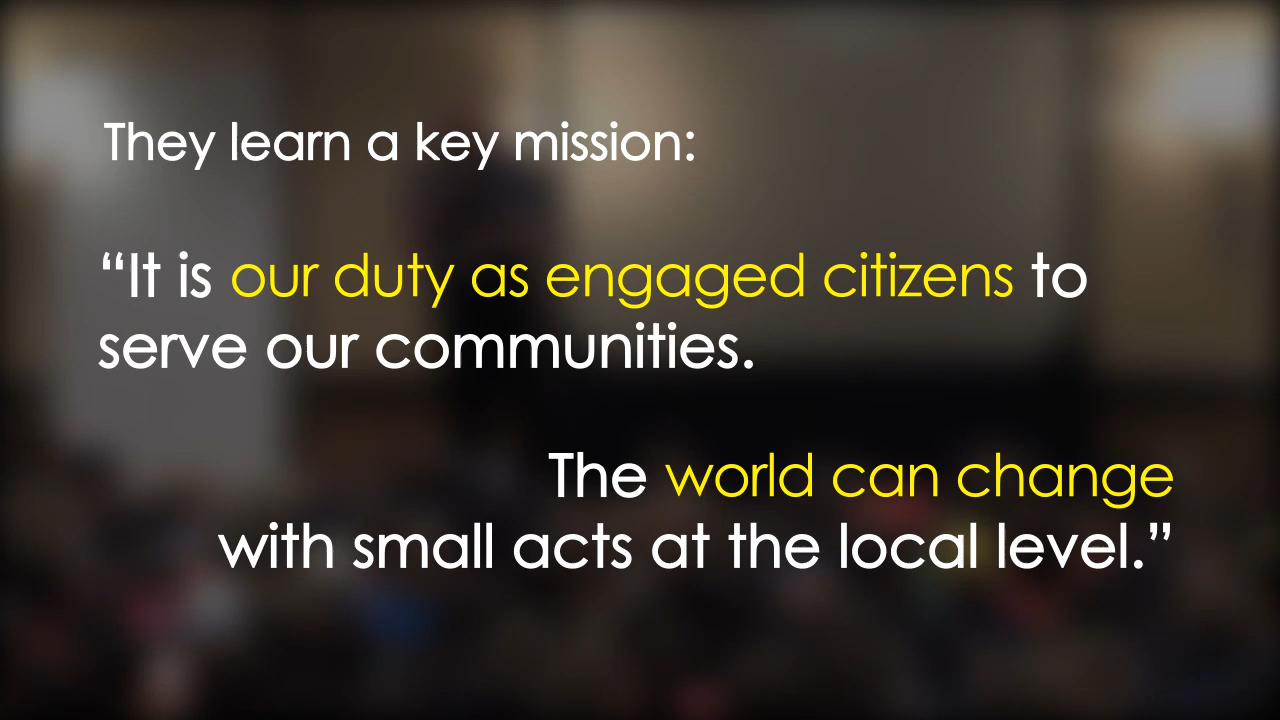 They learn a key mission:
“It is our duty as engaged citizens to
serve our communities.
The world can change
with small acts at the local level.”